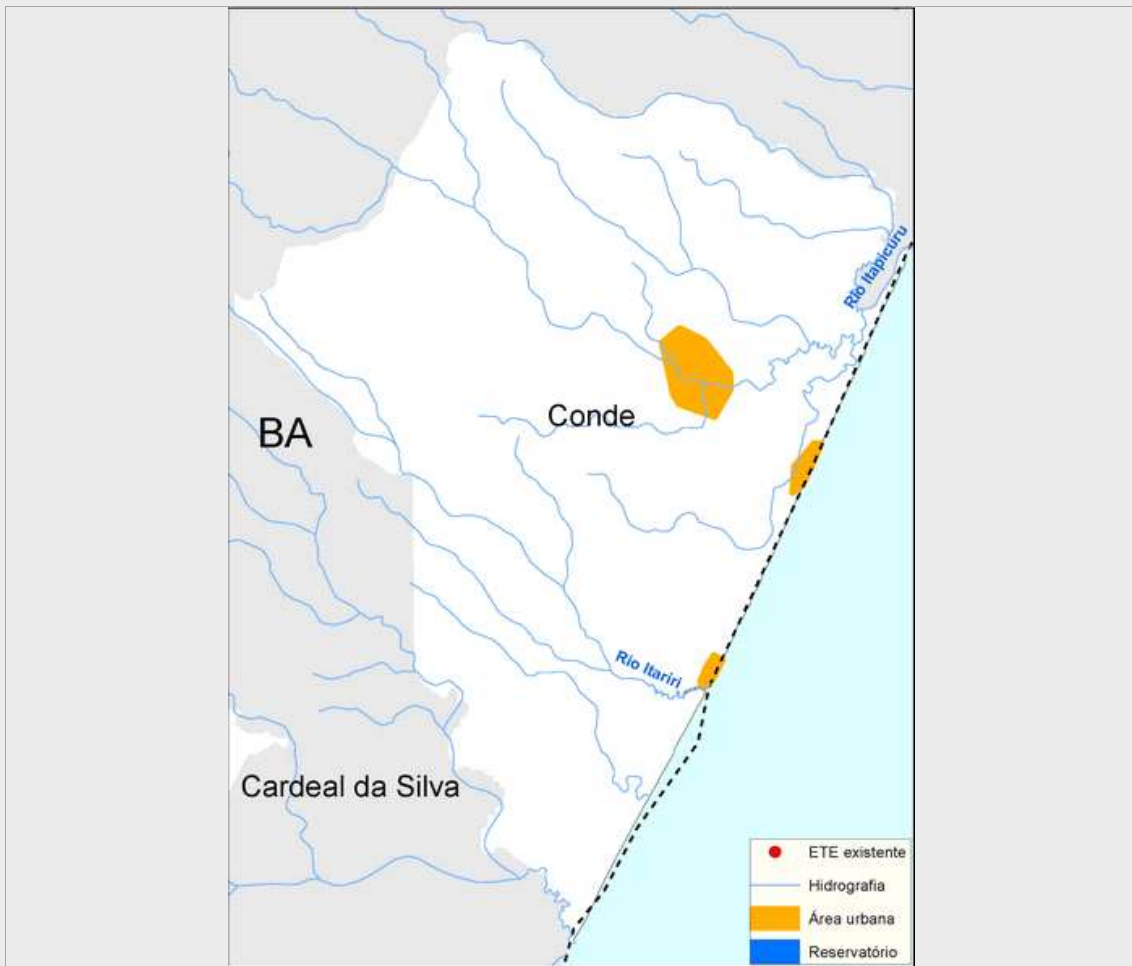 Rio Itapicuru
BA
Conde
Rio Itariri
Cardeal da Silva
ETE existente
Hidrografia
Área urbana
Reservatório